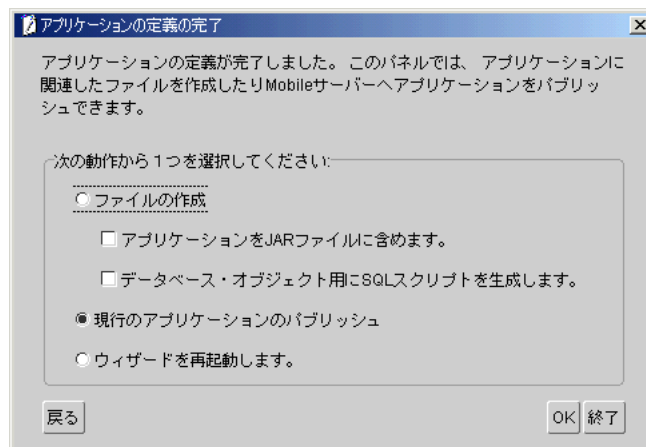 アプリケーションの定義の完了
アプリケーションの定義が完了しました。 このパネルでは、 アプリケーションに
関連したファイルを作成したりMobileサーバーへアプリケーションをパブリッ
シュできます。
次の動作から１つを選択してください:
ファイルの作成
アプリケーションをJARファイルに含めます。
データベース・オブジェクト用にSQLスクリプトを生成します。
現行のアプリケーションのパブリッシュ
ウィザードを再起動します。
戻る
OK 終了